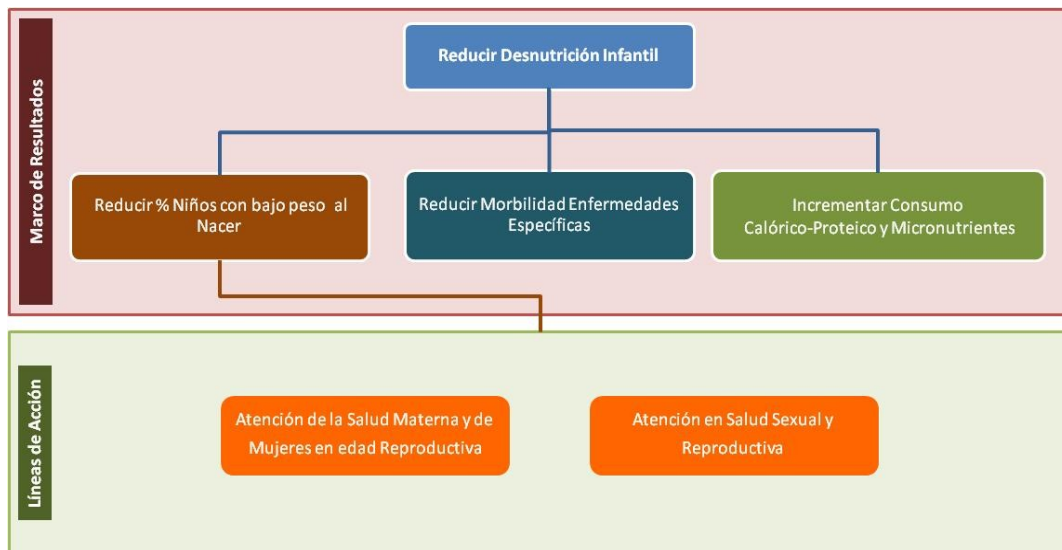 Marco de Resultados
Reducir Desnutrición Infantil
Reducir % Niños con bajo peso al
Nacer
Reducir Morbilidad Enfermedades
Específicas
Incrementar Consumo
Calórico-Proteico y Micronutrientes
Líneas de Acción
Atención de la Salud Materna y de
Mujeres en edad Reproductiva
Atención en Salud Sexual y
Reproductiva